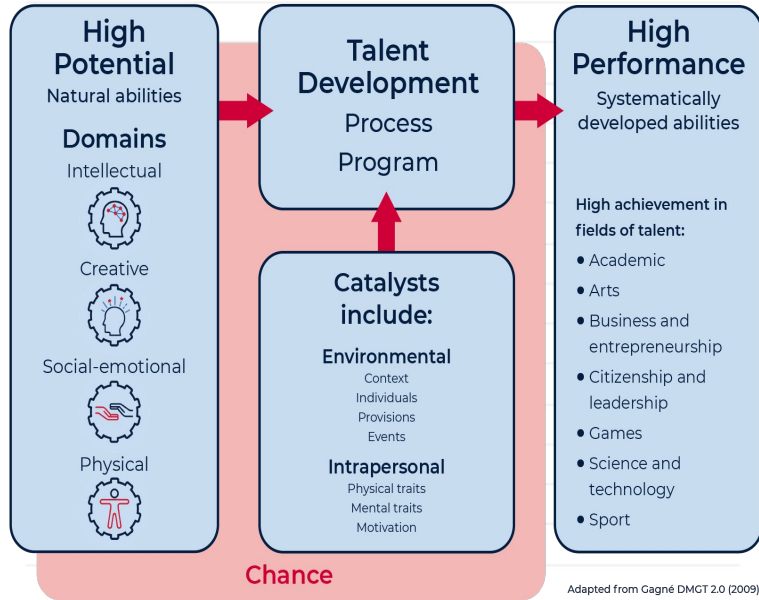 High
Potential
Natural abilities
Domains
Intellectual
Creative
Social-emotional
Physical
Talent
Development
Process
Program
Catalysts
include:
Environmental
Context
Individuals
Provisions
Events
Intrapersonal
Physical traits
Mental traits
Motivation
High
Performance
Systematically
developed abilities
High achievement in
fields of talent:
● Academic
● Arts
● Business and
entrepreneurship
● Citizenship and
leadership
● Games
● Science and
technology
● Sport
Chance
Adapted from Gagné DMGT 2.0 (2009)